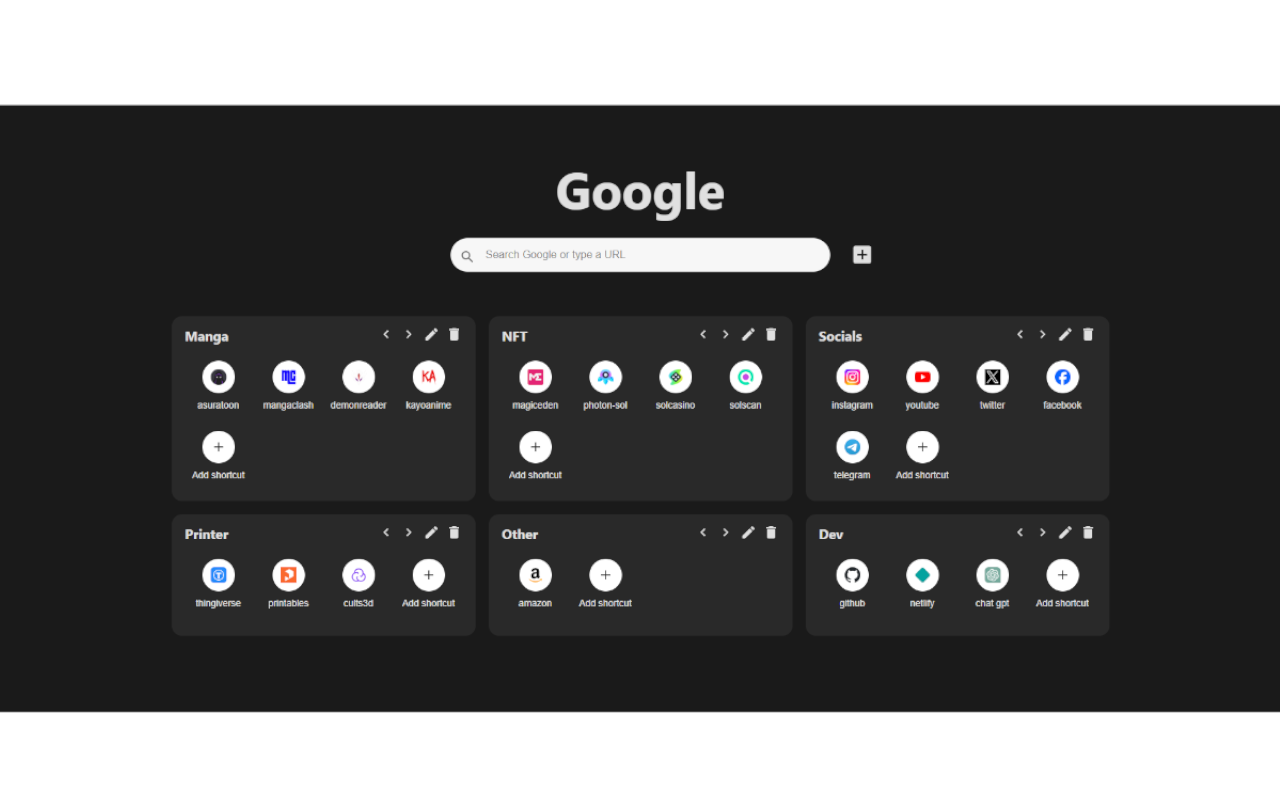 Google
Search Google or type a URL
Manga
asuratoon mangaclash demonreader kayoanime
Add shortcut
NFT
magiceden photon-sol solcasino solscan
Add shortcut
Socials
instagram youtube twitter facebook
telegram Add shortcut
Printer
thingiverse printables cults3d Add shortcut
Other
amazon Add shortcut
Dev
github netlify chat gpt Add shortcut